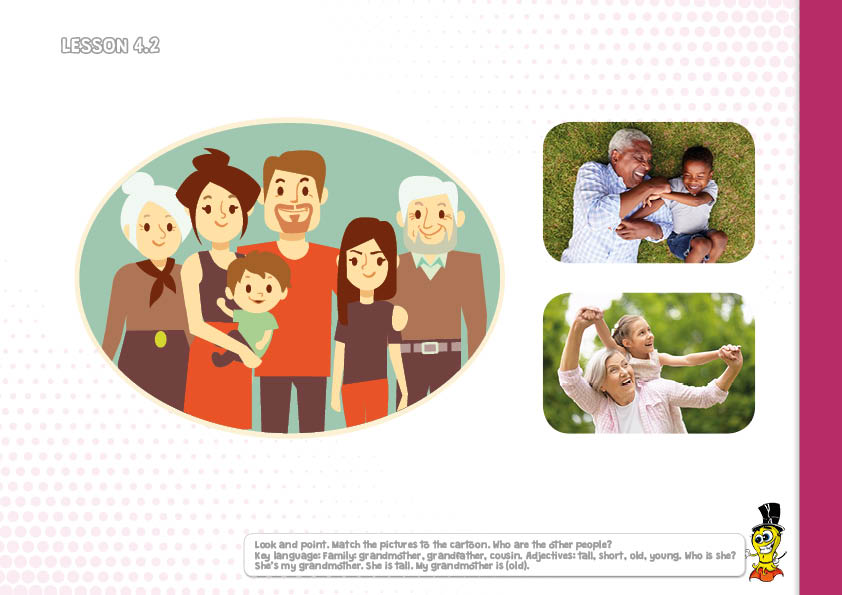 LESSON 4.2
Look and point. Match the pictures to the cartoon. Who are the other people?
Key language: Family: grandmother, grandfather, cousin. Adjectives: tall, short, old, young. Who is she?
She's my grandmother. She is tall. My grandmother is (old).